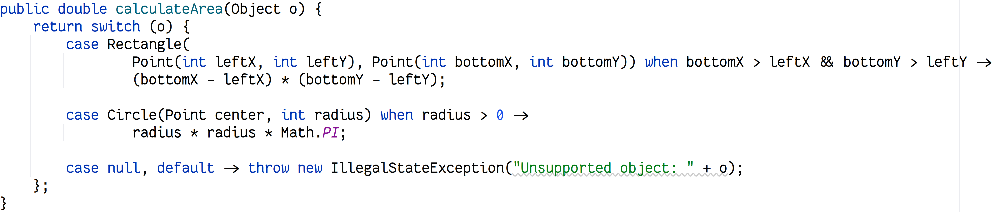 public double calculateArea(Object o) {
    return switch (o) {
        case Rectangle(
                Point(int leftX, int leftY), Point(int bottomX, int bottomY)) when bottomX > leftX && bottomY > leftY ->
                (bottomX - leftX) * (bottomY - leftY);
        case Circle(Point center, int radius) when radius > 0 ->
                radius * radius * Math.PI;
        case null, default -> throw new IllegalStateException("Unsupported object: " + o);
    };
}